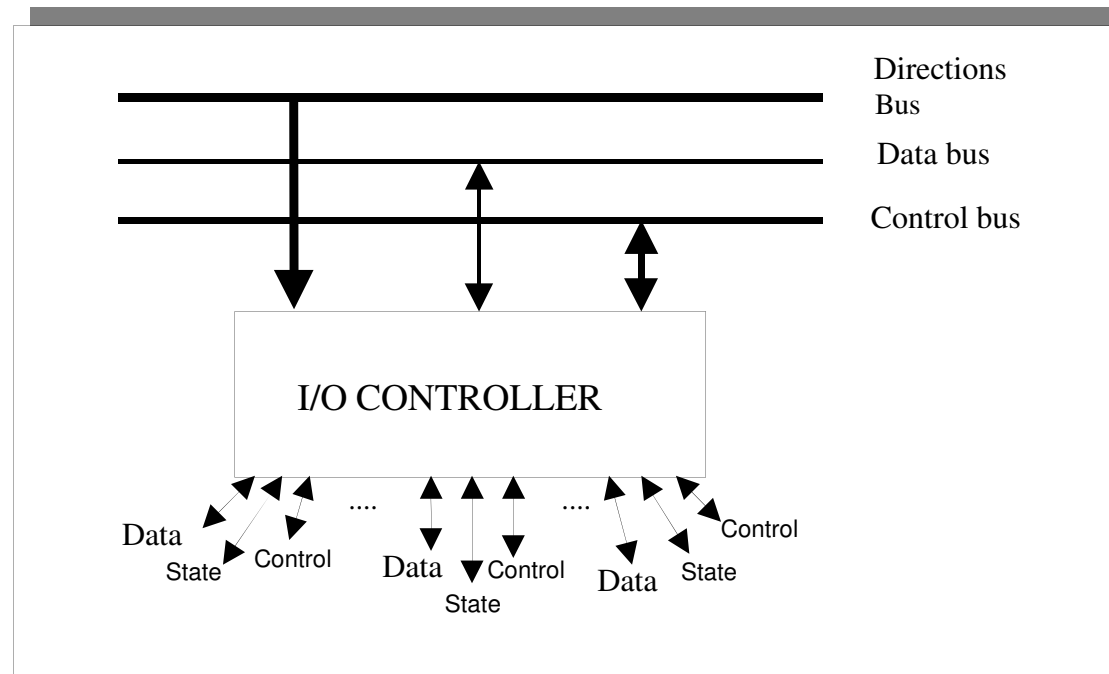 Directions
Bus
Data bus
Control bus
I/O CONTROLLER
....
....
Data
State
Control
Data
State
Control
Data
State
Control